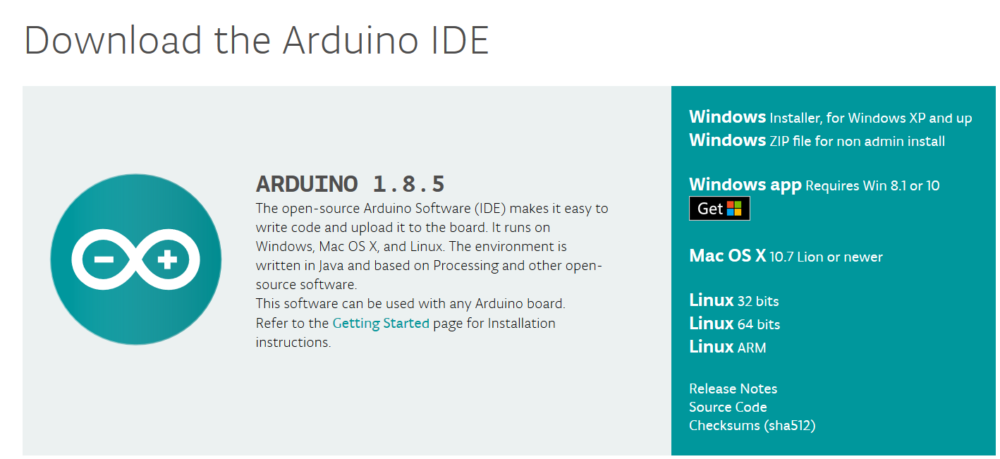 Download the Arduino IDE
ARDUINO 1.8.5
The open-source Arduino Software (IDE) makes it easy to
write code and upload it to the board. It runs on
Windows, Mac OS X, and Linux. The environment is
written in Java and based on Processing and other open-
source software.
This software can be used with any Arduino board.
Refer to the Getting Started page for Installation
instructions.
Windows Installer, for Windows XP and up
Windows ZIP file for non admin install
Windows app Requires Win 8.1 or 10
Get
Mac OS X 10.7 Lion or newer
Linux 32 bits
Linux 64 bits
Linux ARM
Release Notes
Source Code
Checksums (sha512)